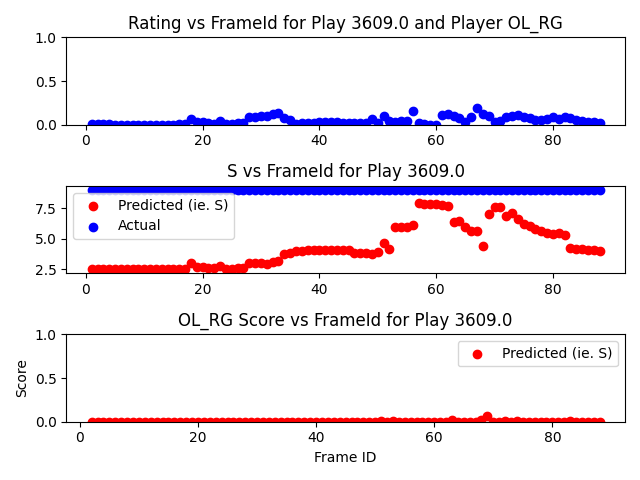 Rating vs FrameId for Play 3609.0 and Player OL_RG
1.0
0.5
0.0
0 20 40 60 80
S vs FrameId for Play 3609.0
7.5
5.0
2.5
Predicted (ie. S)
Actual
0 20 40 60 80
OL_RG Score vs FrameId for Play 3609.0
Score
1.0
0.5
0.0
Predicted (ie. S)
0 20 40 60 80
Frame ID